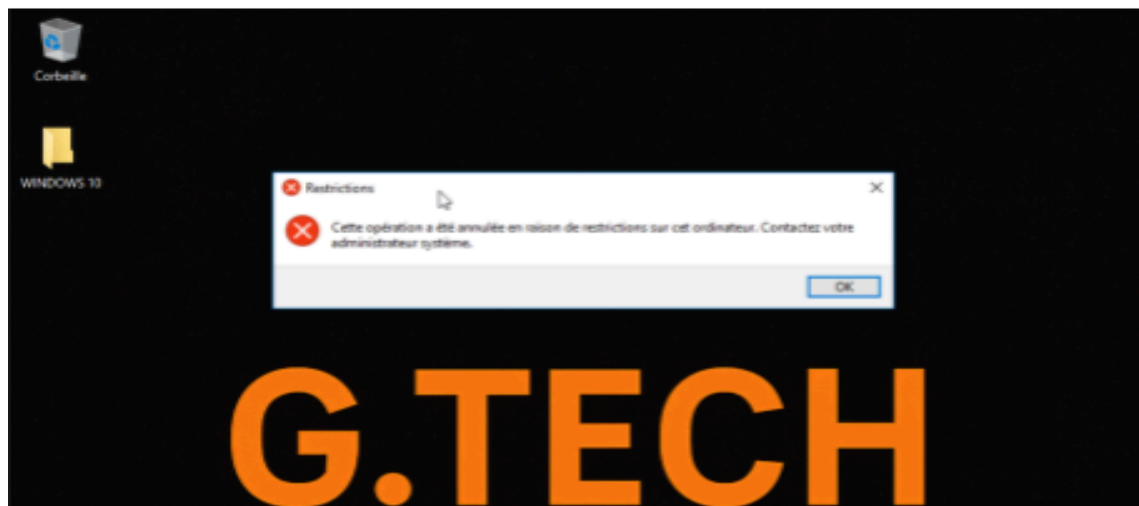 Corbeille
WINDOWS 10
Restrictions
Cette opération a été annulée en raison de restrictions sur cet ordinateur. Contactez votre
administrateur système.
OK
G.TECH